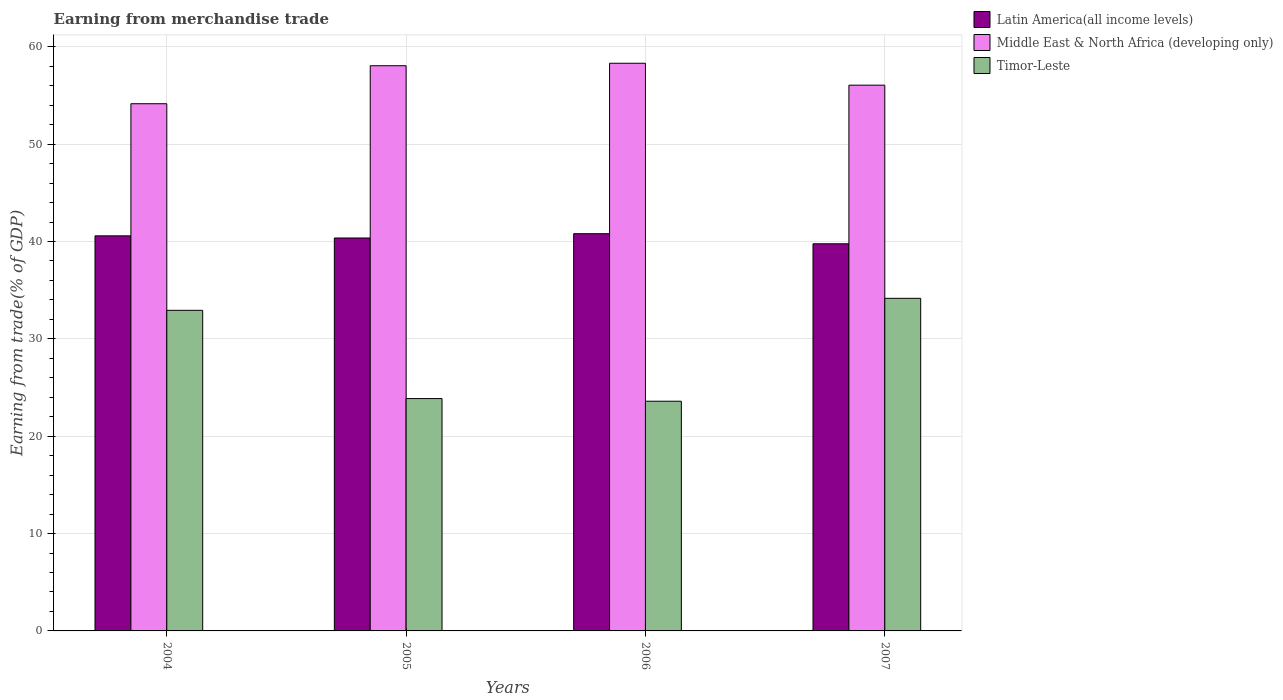 Earning from merchandise trade
Latin America(all income levels)
Middle East & North Africa (developing only)
Timor-Leste
Earning from trade(% of GDP)
60
50
40
30
20
10
0
2004
2005
2006
2007
Years